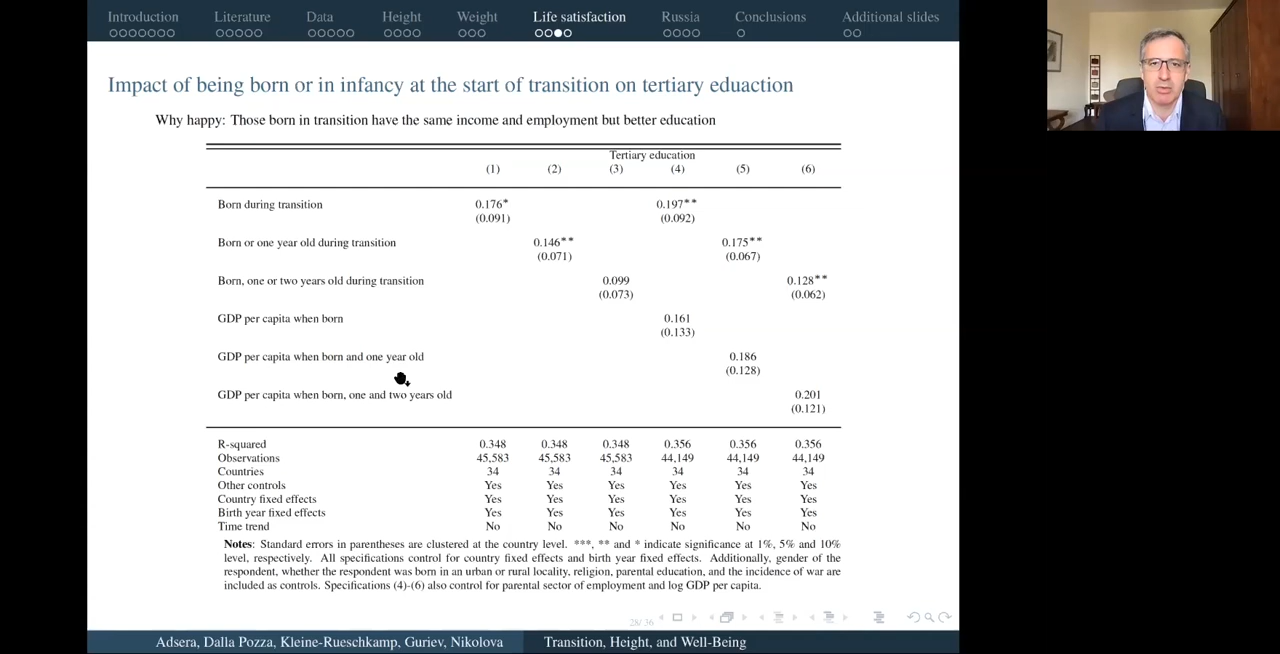 Introduction Literature Data Height Weight Life satisfaction Russia Conclusions Additional slides
Impact of being born or in infancy at the start of transition on tertiary eduaction
Why happy: Those born in transition have the same income and employment but better education
Tertiary education
(1) (2) (3) (4) (5) (6)
Born during transition 0.176* 0.197**
(0.091) (0.092)
Born or one year old during transition 0.146** 0.175**
(0.071) (0.067)
Born, one or two years old during transition 0.099 0.128**
(0.073) (0.062)
GDP per capita when born 0.161
(0.133)
GDP per capita when born and one year old 0.186
(0.128)
GDP per capita when born, one and two years old 0.201
(0.121)
R-squared 0.348 0.348 0.348 0.356 0.356 0.356
Observations 45,583 45,583 45,583 44,149 44,149 44,149
Countries 34 34 34 34 34 34
Other controls Yes Yes Yes Yes Yes Yes
Country fixed effects Yes Yes Yes Yes Yes Yes
Birth year fixed effects Yes Yes Yes Yes Yes Yes
Time trend No No No No No No
Notes: Standard errors in parentheses are clustered at the country level. ***, ** and * indicate significance at 1%, 5% and 10%
level, respectively. All specifications control for country fixed effects and birth year fixed effects. Additionally, gender of the
respondent, whether the respondent was born in an urban or rural locality, religion, parental education, and the incidence of war are
included as controls. Specifications (4)-(6) also control for parental sector of employment and log GDP per capita.
28/36
Adsera, Dalla Pozza, Kleine-Rueschkamp, Guriev, Nikolova Transition, Height, and Well-Being